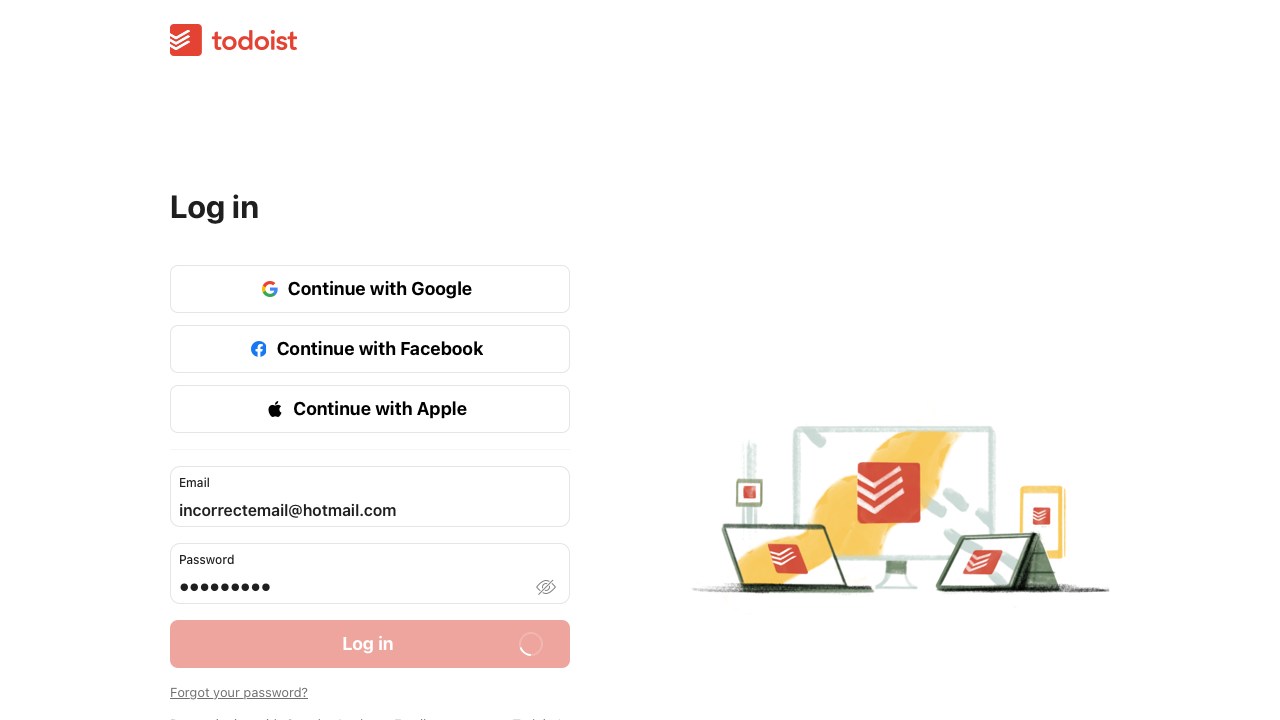 todoist
Log in
Continue with Google
Continue with Facebook
Continue with Apple
Email
incorrectemail@hotmail.com
Password
Log in
Forgot your password?